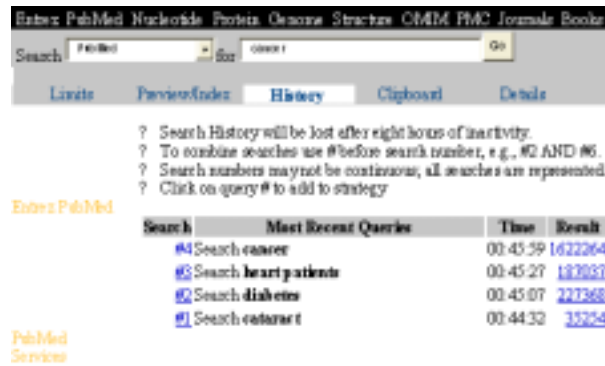 Entrez PubMed Nucleotide Protein Genome Structure OMIM PMC Journals Books
Search PubMed for cancer Go
Limits Preview/Index History Clipboard Details
? Search History will be lost after eight hours of inactivity.
? To combine searches use # before search number, e.g., #2 AND #6.
? Search numbers may not be continuous; all searches are represented
? Click on query # to add to strategy
Entrez PubMed
Search Most Recent Queries Time Result
#4 Search cancer 00:45:59 1622264
#3 Search heart patients 00:45:27
#2 Search diabetes 00:45:07 227368
#1 Search cataract 00:44:32 35254
PubMed
Services